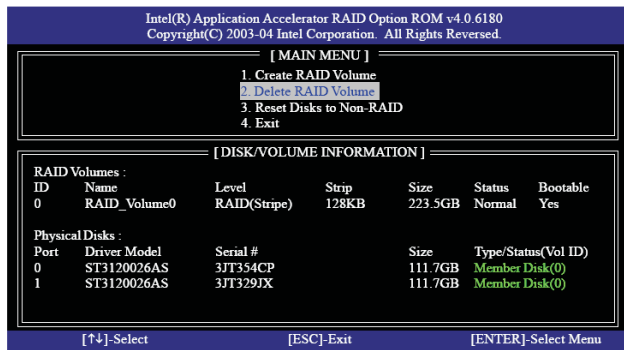 Intel(R) Application Accelerator RAID Option ROM v4.0.6180
Copyright(C) 2003-04 Intel Corporation. All Rights Reversed.
[ MAIN MENU ]
1. Create RAID Volume
2. Delete RAID Volume
3. Reset Disks to Non-RAID
4. Exit
[ DISK/VOLUME INFORMATION ]
RAID Volumes :
ID Name Level Strip Size Status Bootable
0 RAID_Volume0 RAID(Stripe) 128KB 223.5GB Normal Yes
Physical Disks :
Port Driver Model Serial # Size Type/Status(Vol ID)
0 ST3120026AS 3JT354CP 111.7GB Member Disk(0)
1 ST3120026AS 3JT329JX 111.7GB Member Disk(0)
[↑↓]-Select [ESC]-Exit [ENTER]-Select Menu